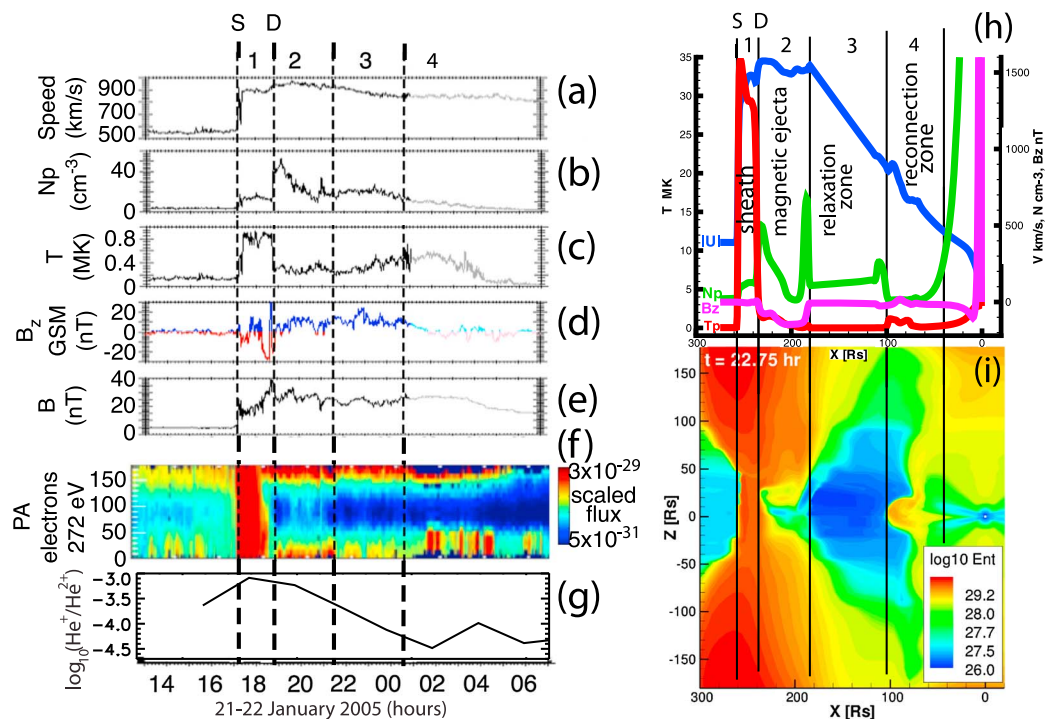 S D
1 2 3 4
Speed (km/s)
900
700
500
(a)
Np (cm-3)
40
20
0
(b)
T (MK)
0.8
0.4
0
(c)
Bz GSM (nT)
20
0
-20
(d)
B (nT)
40
20
0
(e)
(f)
PA electrons 272 eV
150
100
50
0
3x10-29
scaled
flux
5x10-31
log10(He+/He2+)
-3.0
-3.5
-4.0
-4.5
(g)
14 16 18 20 22 00 02 04 06
21-22 January 2005 (hours)
S D
1 2 3 4
(h)
T MK
35
30
25
20
15
10
5
0
sheath
magnetic ejecta
relaxation zone
reconnection zone
|U|
Np
Bz
Tp
1500
1000
500
0
V km/s, N cm-3, Bz nT
300 200 100 0
X [Rs]
t = 22.75 hr
(i)
Z [Rs]
150
100
50
0
-50
-100
-150
log10 Ent
29.2
28.0
27.7
27.5
26.0
300 200 100 0
X [Rs]